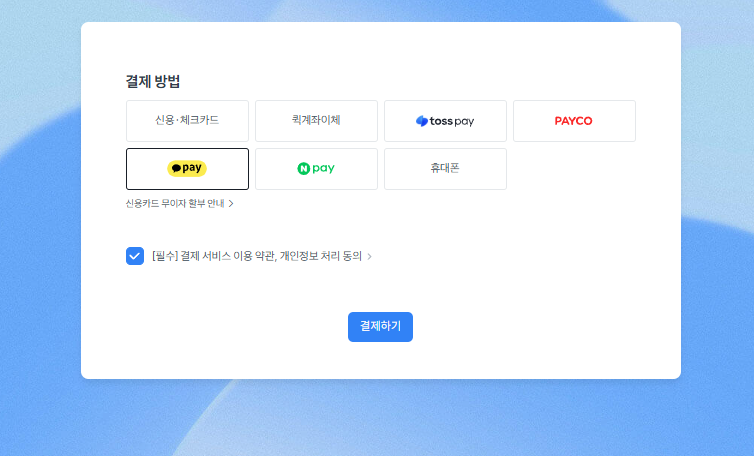 결제 방법
신용·체크카드 퀵계좌이체 toss pay PAYCO
pay N pay 휴대폰
신용카드 무이자 할부 안내 >
[필수] 결제 서비스 이용 약관, 개인정보 처리 동의 >
결제하기